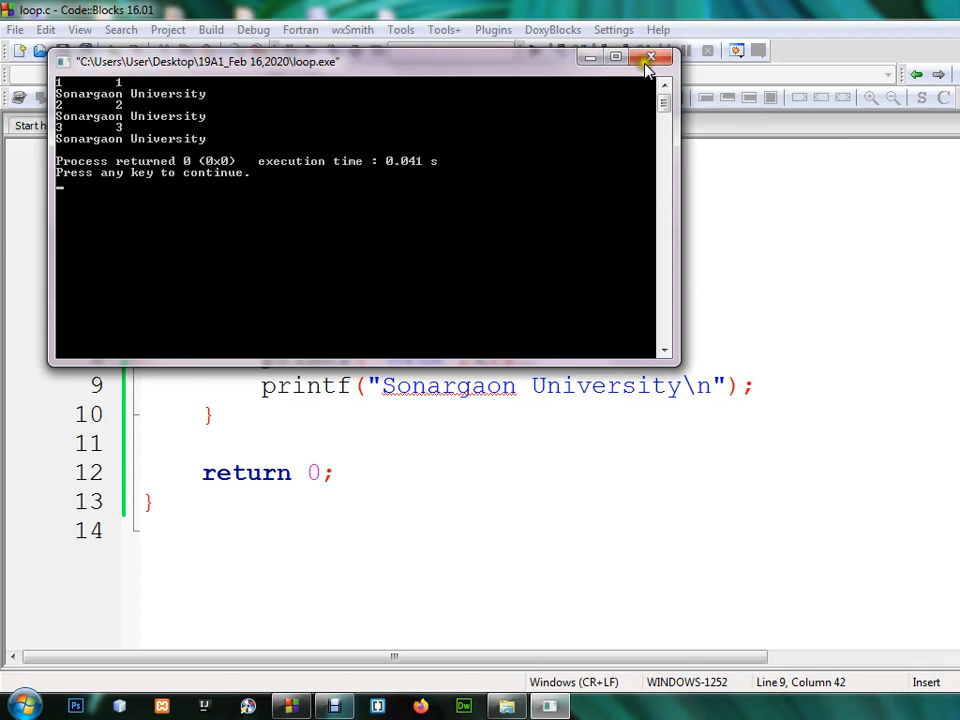 loop.c - Code::Blocks 16.01
File Edit View Search Project Build Debug Fortran wxSmith Tools Tools+ Plugins DoxyBlocks Settings Help
"C:\Users\User\Desktop\19A1_Feb 16,2020\loop.exe"
1 1
Sonargaon University
2 2
Sonargaon University
3 3
Sonargaon University
Process returned 0 (0x0) execution time : 0.041 s
Press any key to continue.
Start h
9 printf("Sonargaon University\n");
10 }
11
12 return 0;
13 }
14
Windows (CR+LF) WINDOWS-1252 Line 9, Column 42 Insert